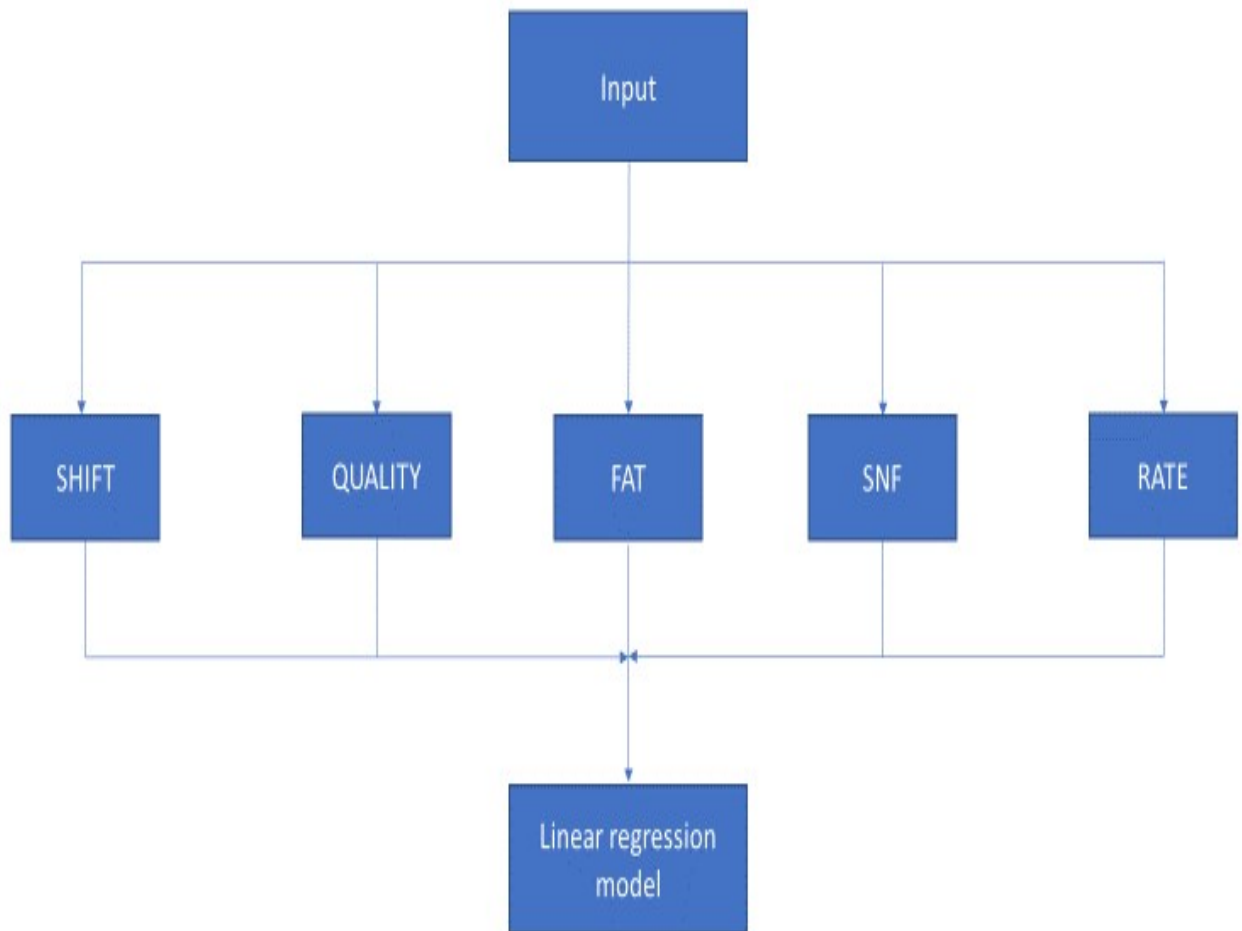 Input
SHIFT
QUALITY
FAT
SNF
RATE
Linear regression
model